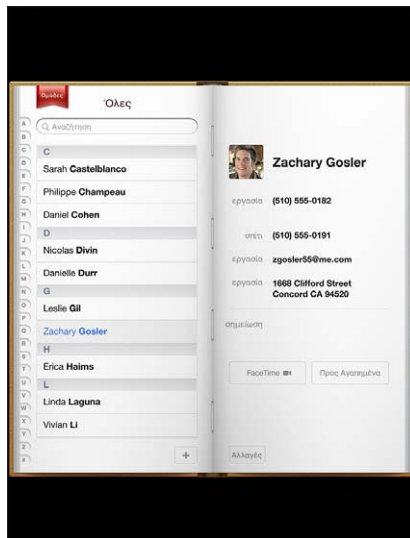 Ομάδες
Όλες
Αναζήτηση
A
B
C
D
E
F
G
H
I
J
K
L
M
N
O
P
Q
R
S
T
U
V
W
X
Y
Z
#
C
Sarah Castelblanco
Philippe Champeau
Daniel Cohen
D
Nicolas Divin
Danielle Durr
G
Leslie Gil
Zachary Gosler
H
Erica Haims
L
Linda Laguna
Vivian Li
+
Zachary Gosler
εργασία (510) 555-0182
σπίτι (510) 555-0191
εργασία zgosler55@me.com
εργασία 1668 Clifford Street
Concord CA 94520
σημείωση
FaceTime
Προς Αγαπημένα
Αλλαγές